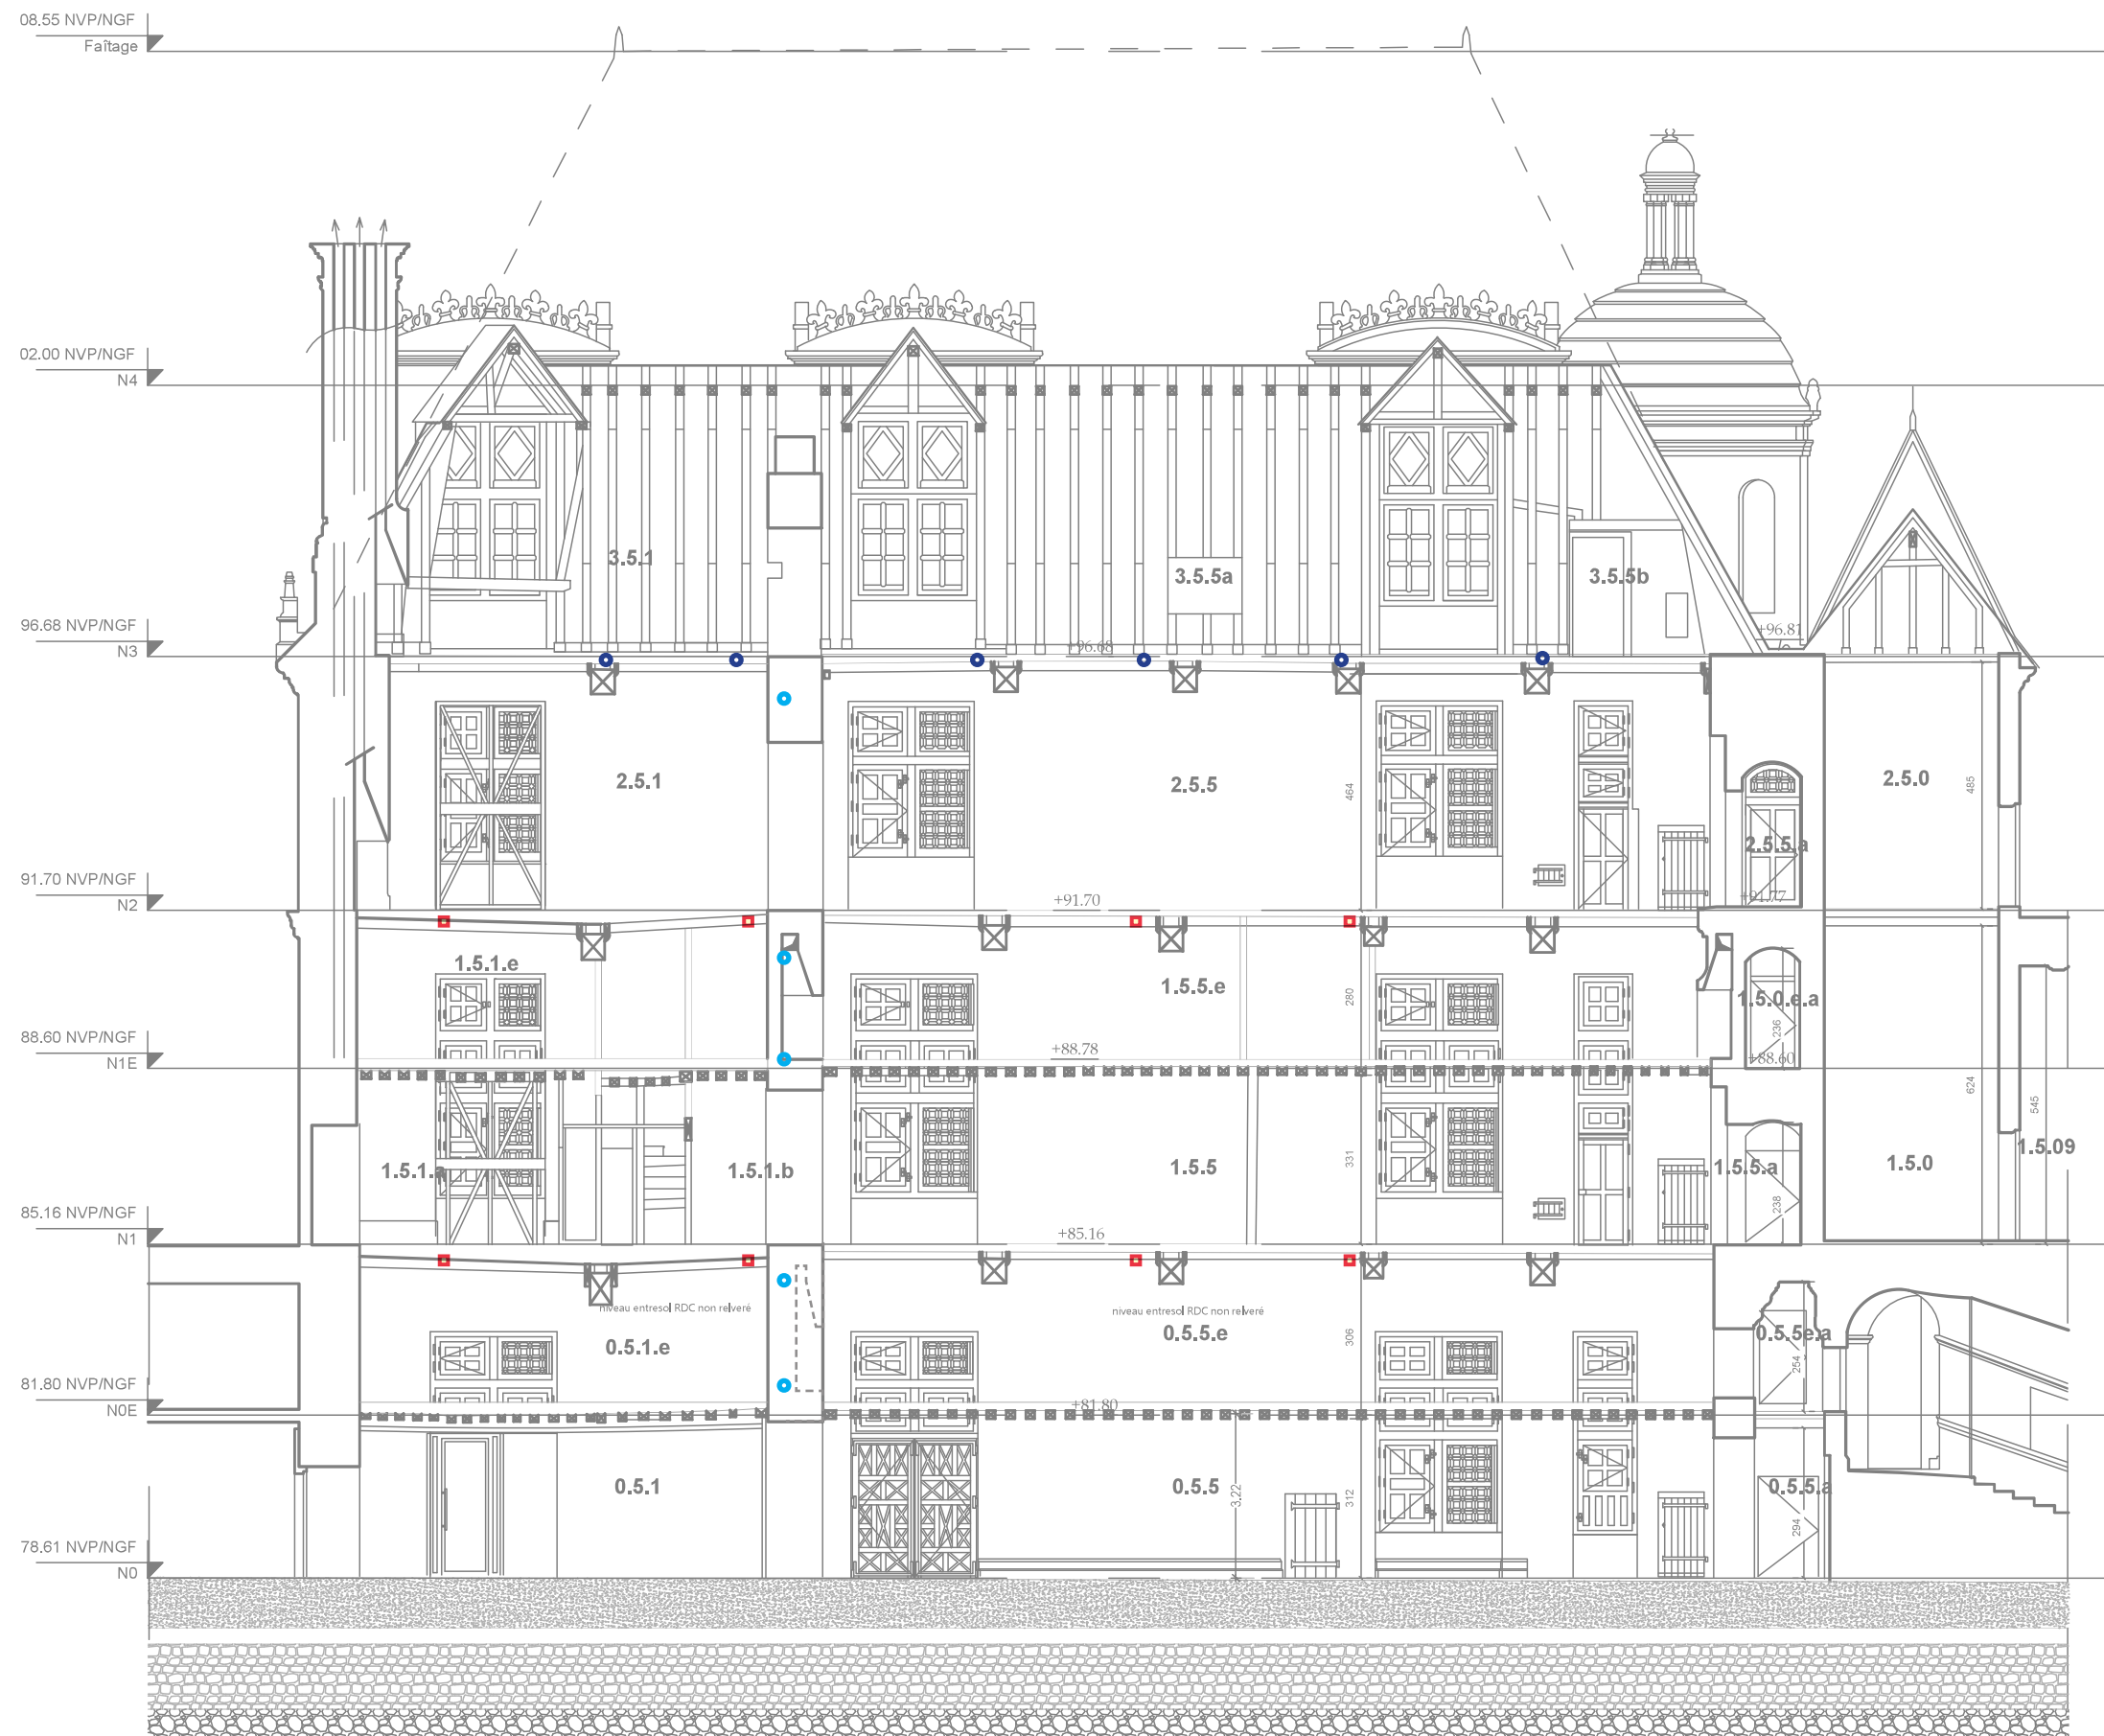 08.55 NVP/NGF
Faîtage
02.00 NVP/NGF
N4
3.5.1
3.5.5a
3.5.5b
96.68 NVP/NGF
N3
+96.68
+96.81
2.5.1
2.5.5
464
2.5.0
485
2.5.5.a
91.70 NVP/NGF
N2
+91.70
+91.77
1.5.1.e
1.5.5.e
280
1.5.0.e.a
236
88.60 NVP/NGF
N1E
+88.78
+88.60
624
545
1.5.1.a
1.5.1.b
1.5.5
331
1.5.5.a
238
1.5.0
1.5.09
85.16 NVP/NGF
N1
+85.16
niveau entresol RDC non relveré
niveau entresol RDC non relveré
0.5.1.e
0.5.5.e
306
0.5.5e.a
254
81.80 NVP/NGF
N0E
+81.80
0.5.1
0.5.5
3,22
312
0.5.5.a
294
78.61 NVP/NGF
N0